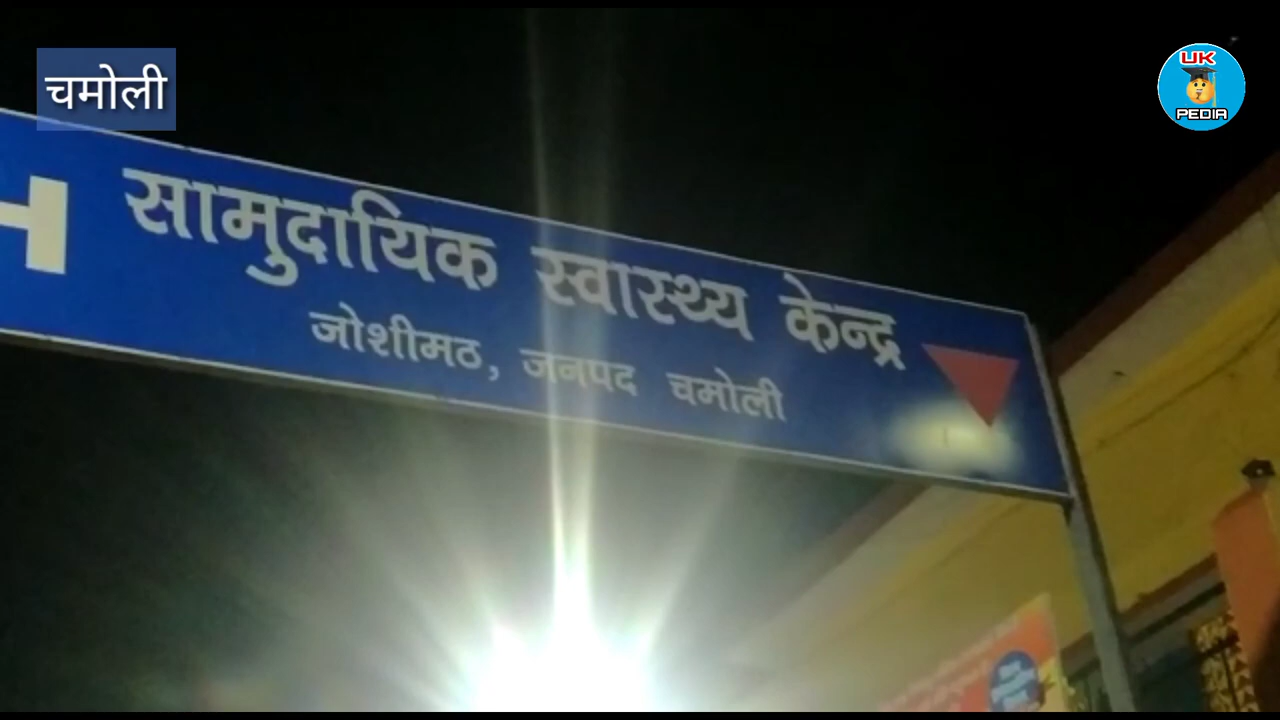 चमोली
UK
PEDIA
H
सामुदायिक स्वास्थ्य केन्द्र
जोशीमठ, जनपद चमोली